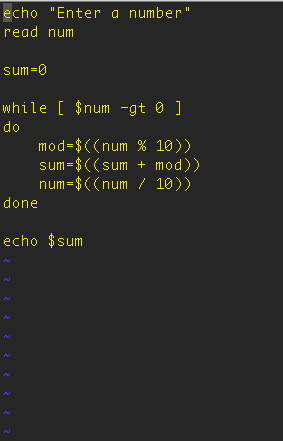 echo "Enter a number"
read num

sum=0

while [ $num -gt 0 ]
do
    mod=$((num % 10))
    sum=$((sum + mod))
    num=$((num / 10))
done

echo $sum
~
~
~
~
~
~
~
~
~
~